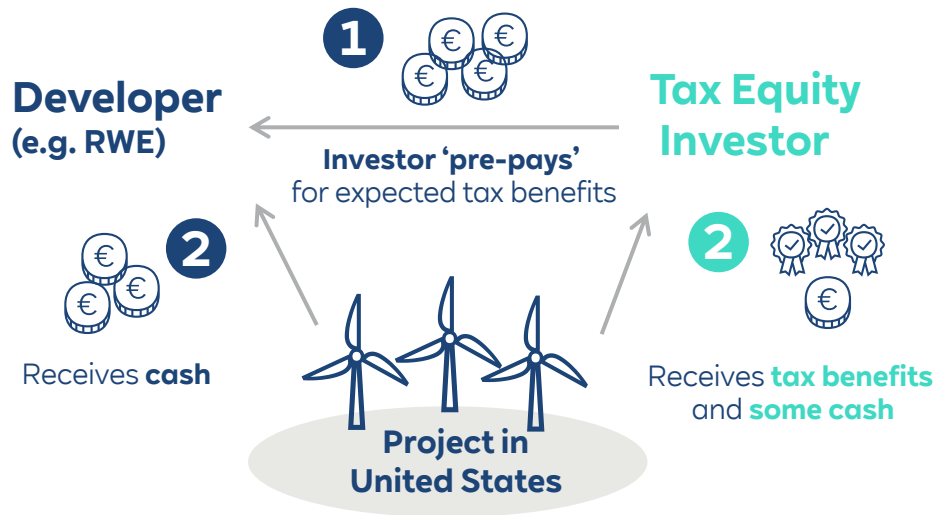 1
€ € € €
Developer
(e.g. RWE)
Tax Equity
Investor
Investor ‘pre-pays’
for expected tax benefits
2
€ € €
Receives cash
2
€
Receives tax benefits
and some cash
Project in
United States